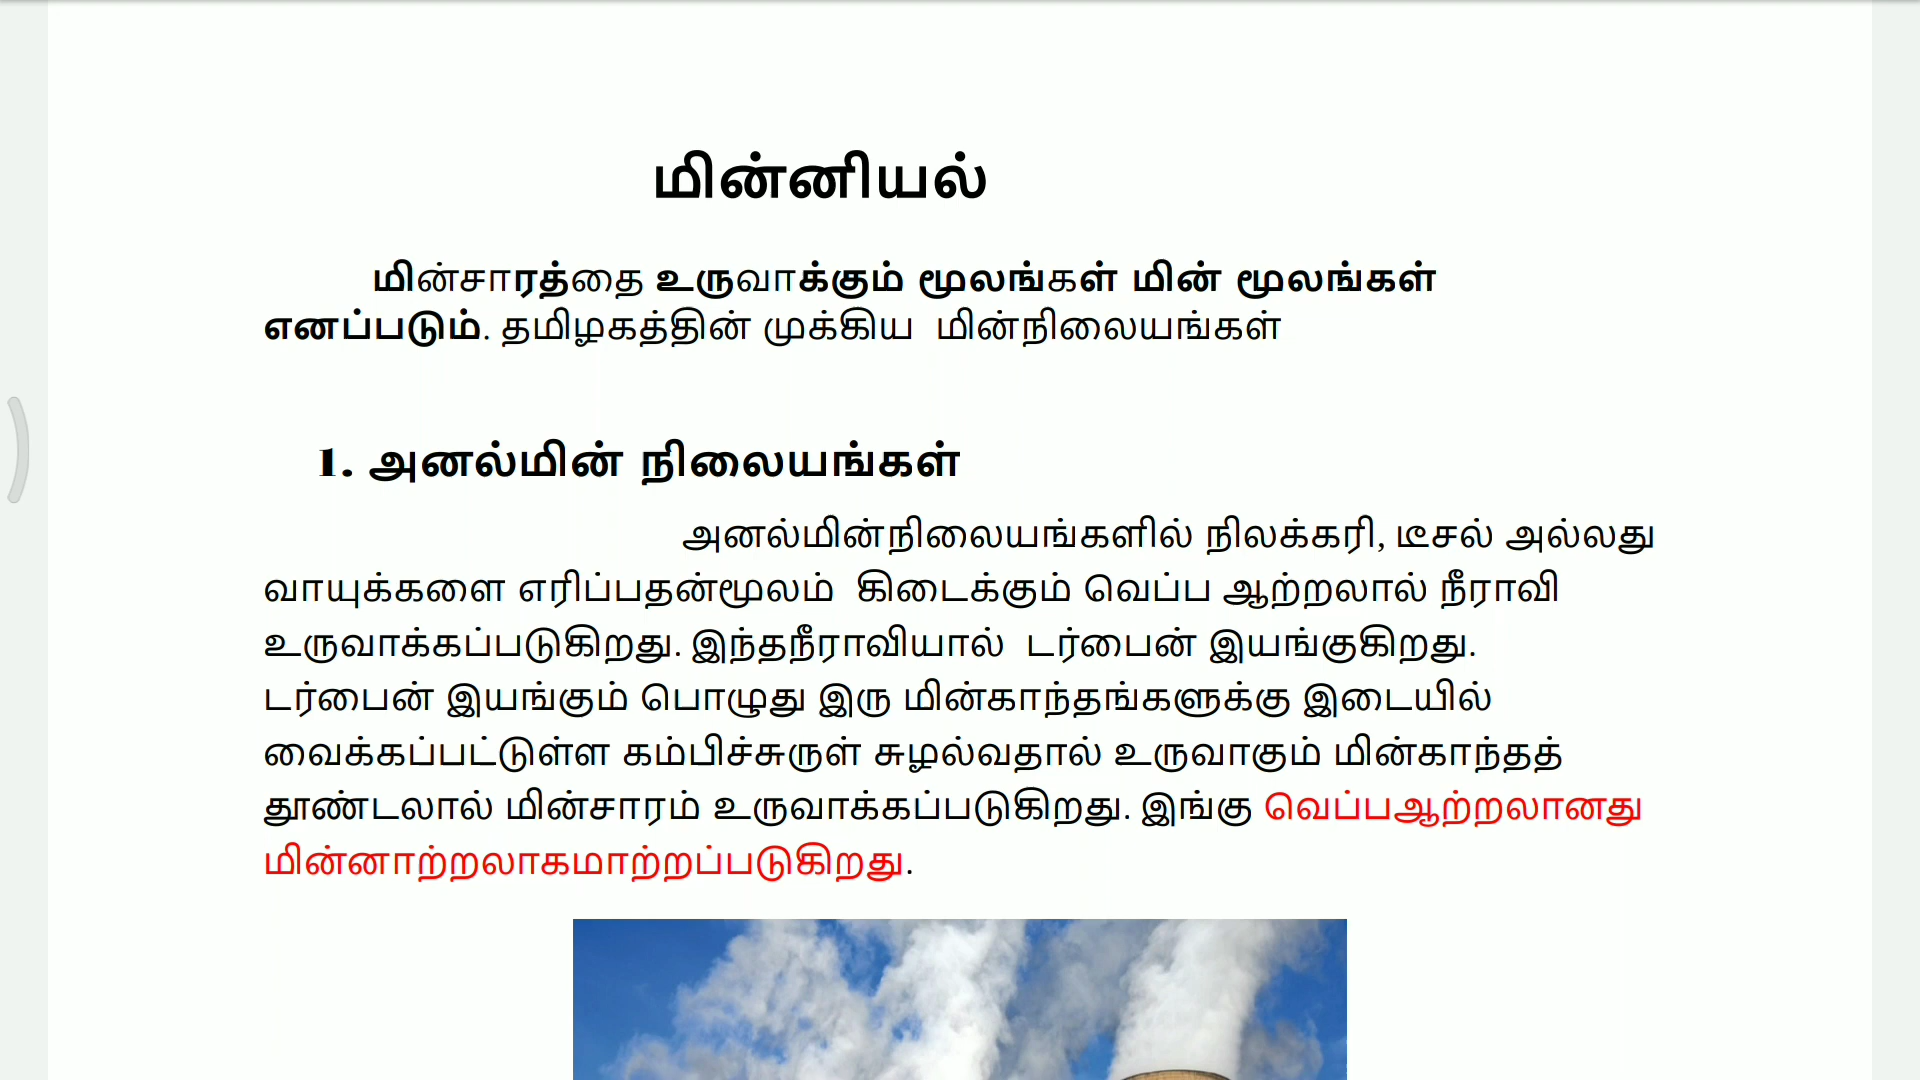 மின்னியல்
மின்சாரத்தை உருவாக்கும் மூலங்கள் மின் மூலங்கள்
எனப்படும். தமிழகத்தின் முக்கிய மின்நிலையங்கள்
1. அனல்மின் நிலையங்கள்
அனல்மின்நிலையங்களில் நிலக்கரி, டீசல் அல்லது
வாயுக்களை எரிப்பதன்மூலம் கிடைக்கும் வெப்ப ஆற்றலால் நீராவி
உருவாக்கப்படுகிறது. இந்தநீராவியால் டர்பைன் இயங்குகிறது.
டர்பைன் இயங்கும் பொழுது இரு மின்காந்தங்களுக்கு இடையில்
வைக்கப்பட்டுள்ள கம்பிச்சுருள் சுழல்வதால் உருவாகும் மின்காந்தத்
தூண்டலால் மின்சாரம் உருவாக்கப்படுகிறது. இங்கு வெப்பஆற்றலானது
மின்னாற்றலாகமாற்றப்படுகிறது.